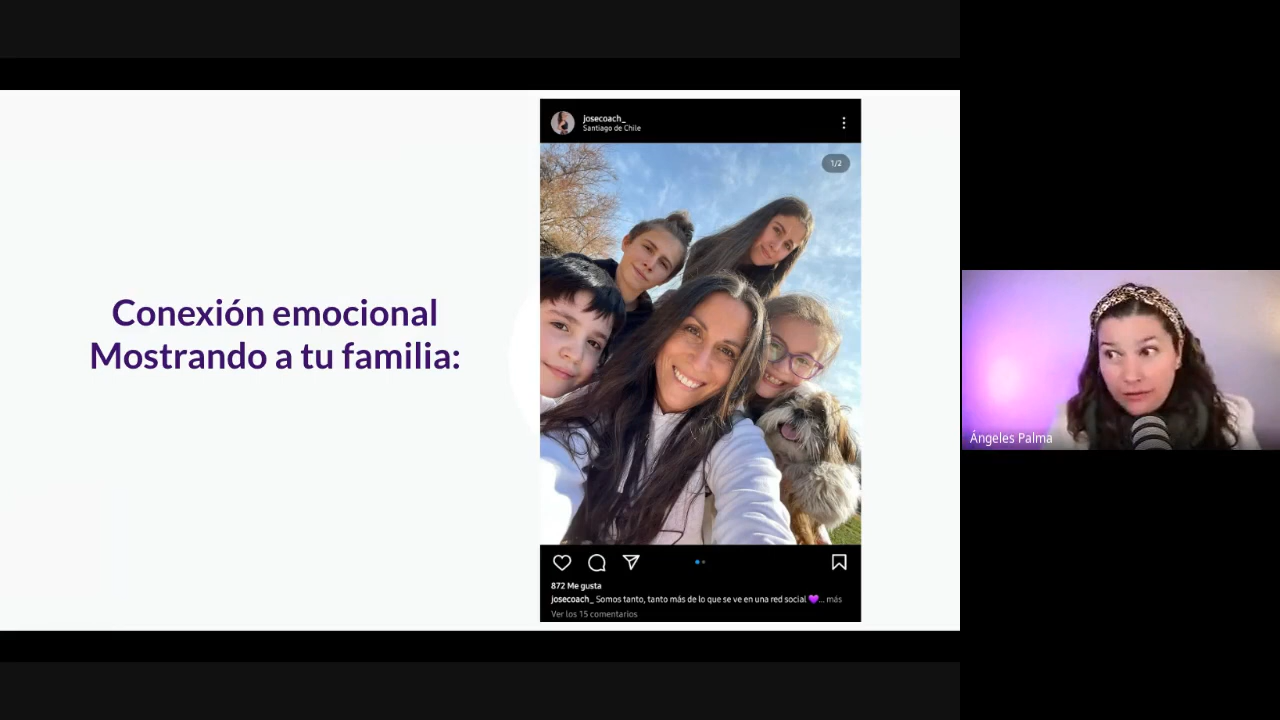 Conexión emocional
Mostrando a tu familia:
josecoach_
Santiago de Chile
1/2
872 Me gusta
josecoach_ Somos tanto, tanto más de lo que se ve en una red social 💜... más
Ver los 15 comentarios
Ángeles Palma